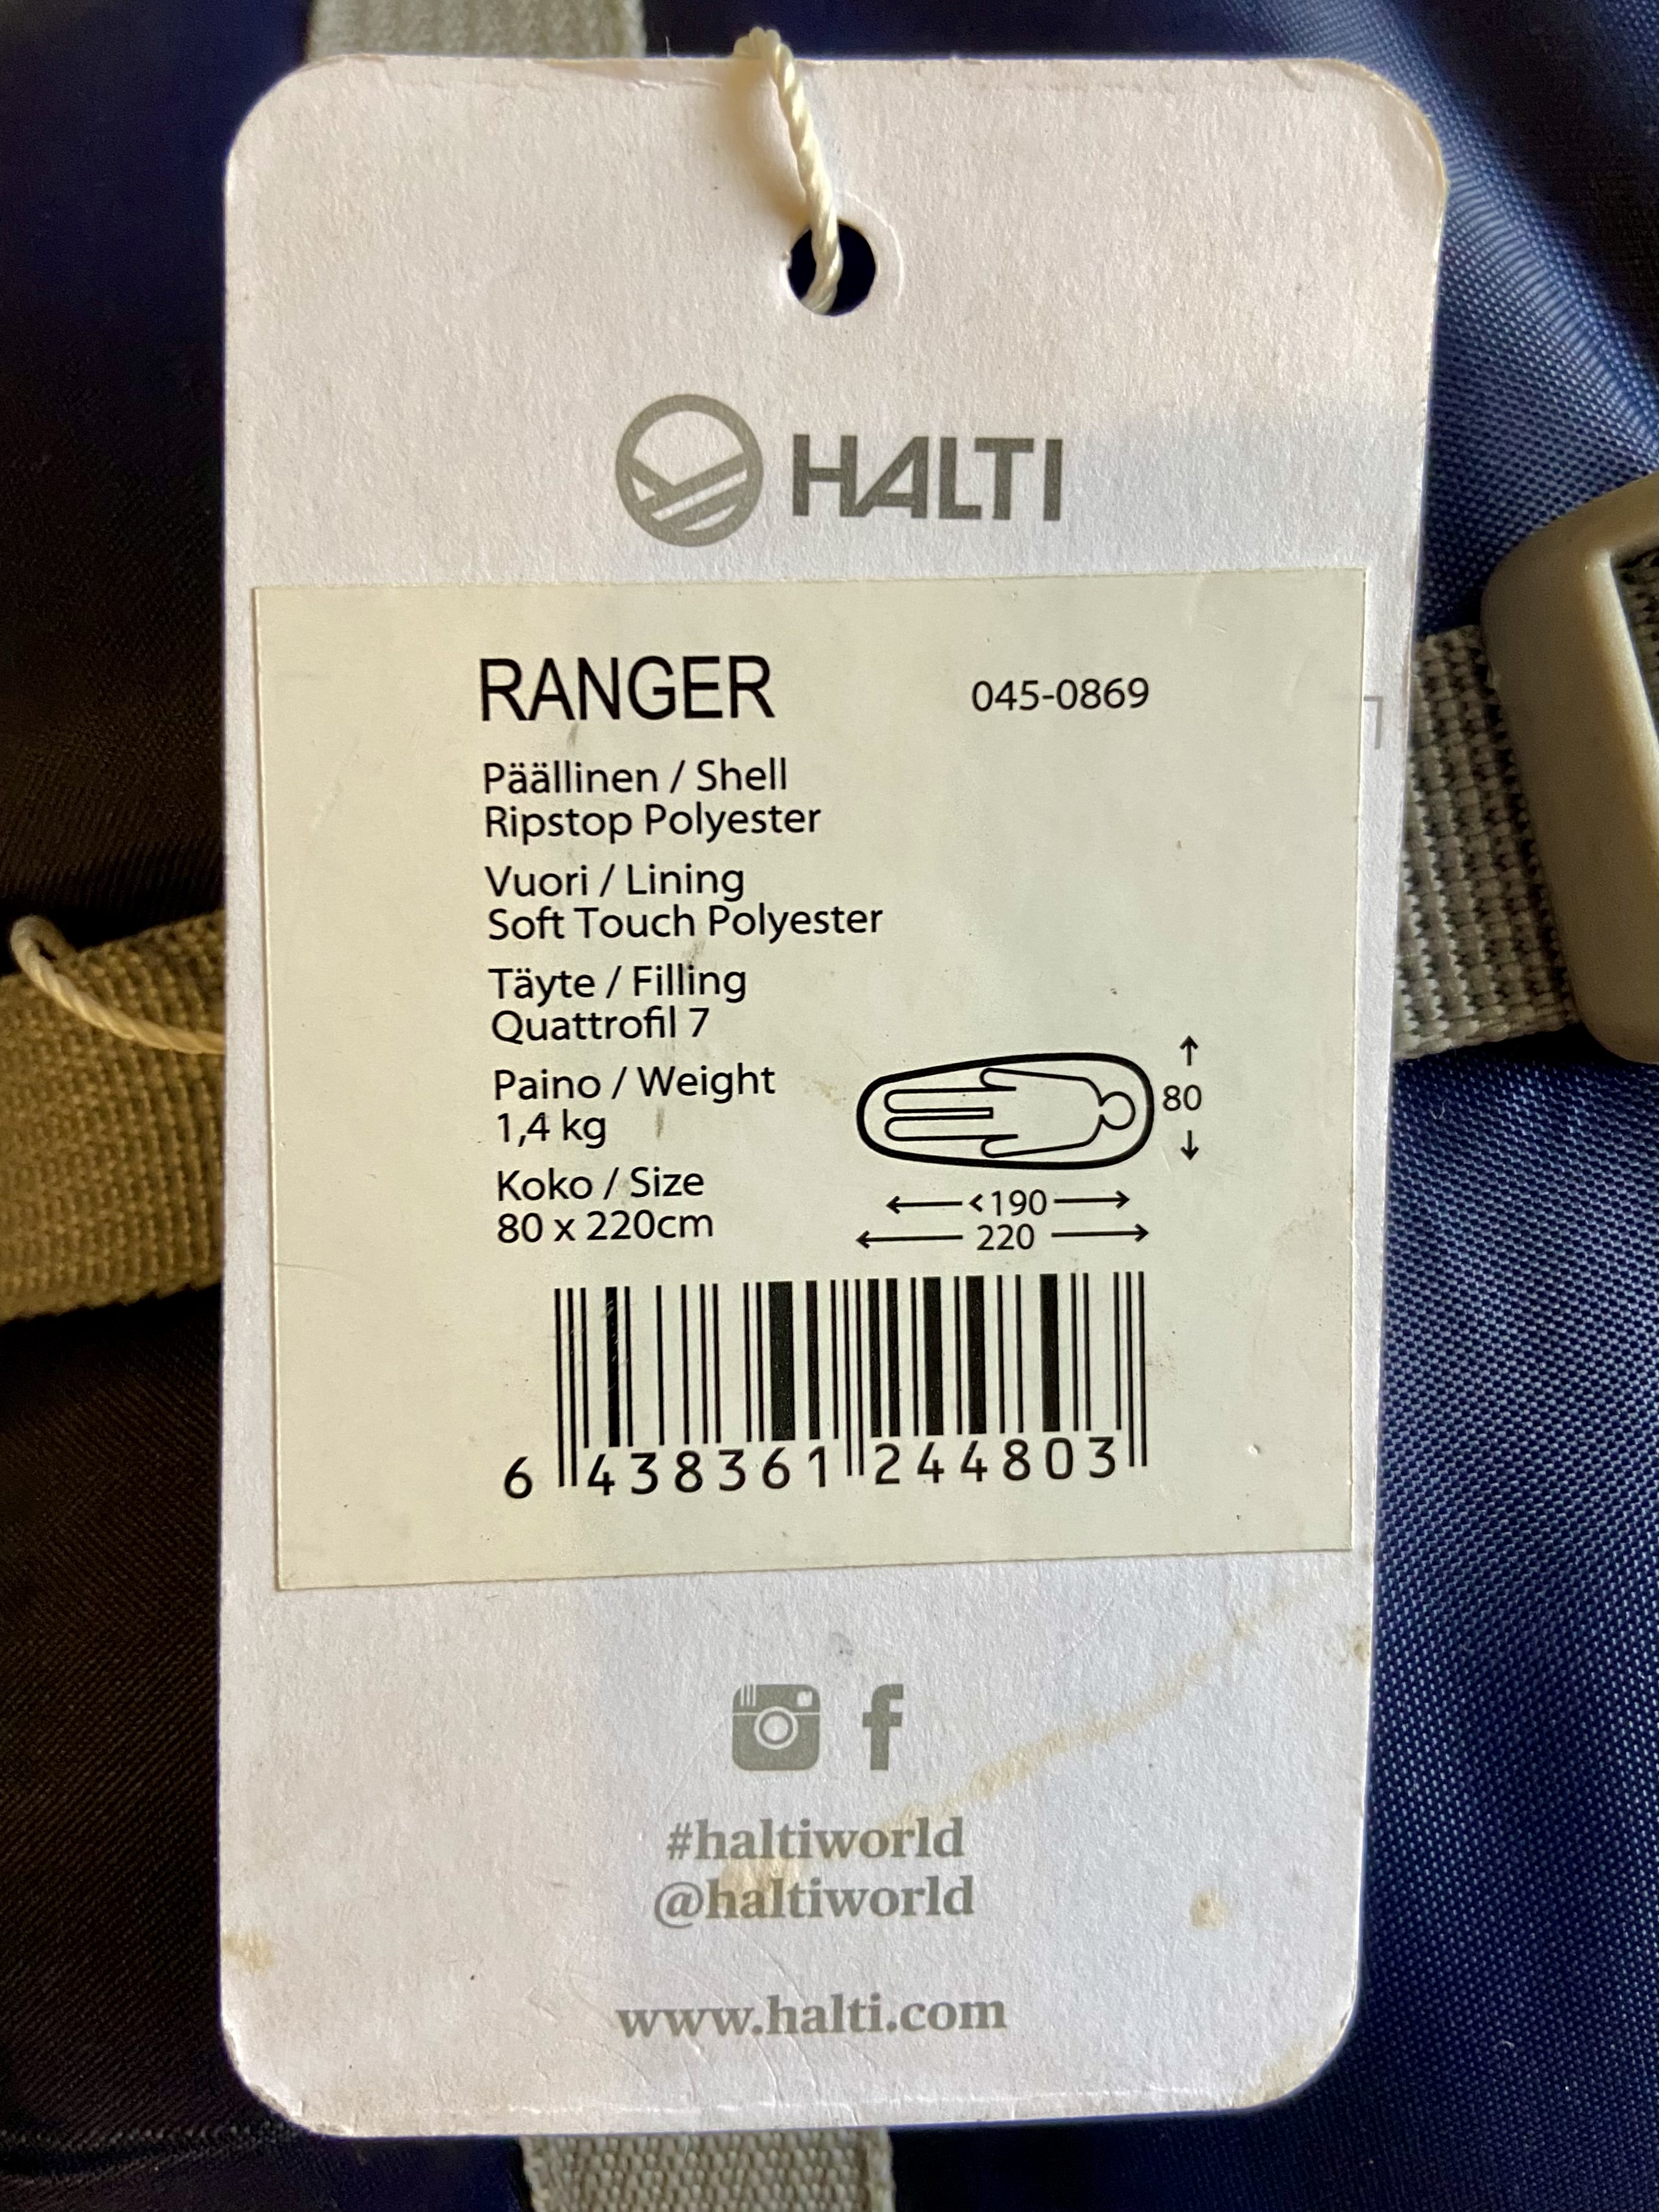 HALTI
RANGER 045-0869
Päällinen / Shell
Ripstop Polyester
Vuori / Lining
Soft Touch Polyester
Täyte / Filling
Quattrofil 7
Paino / Weight
1,4 kg
Koko / Size
80 x 220cm
80
<190
220
6 438361 244803
#haltiworld
@haltiworld
www.halti.com